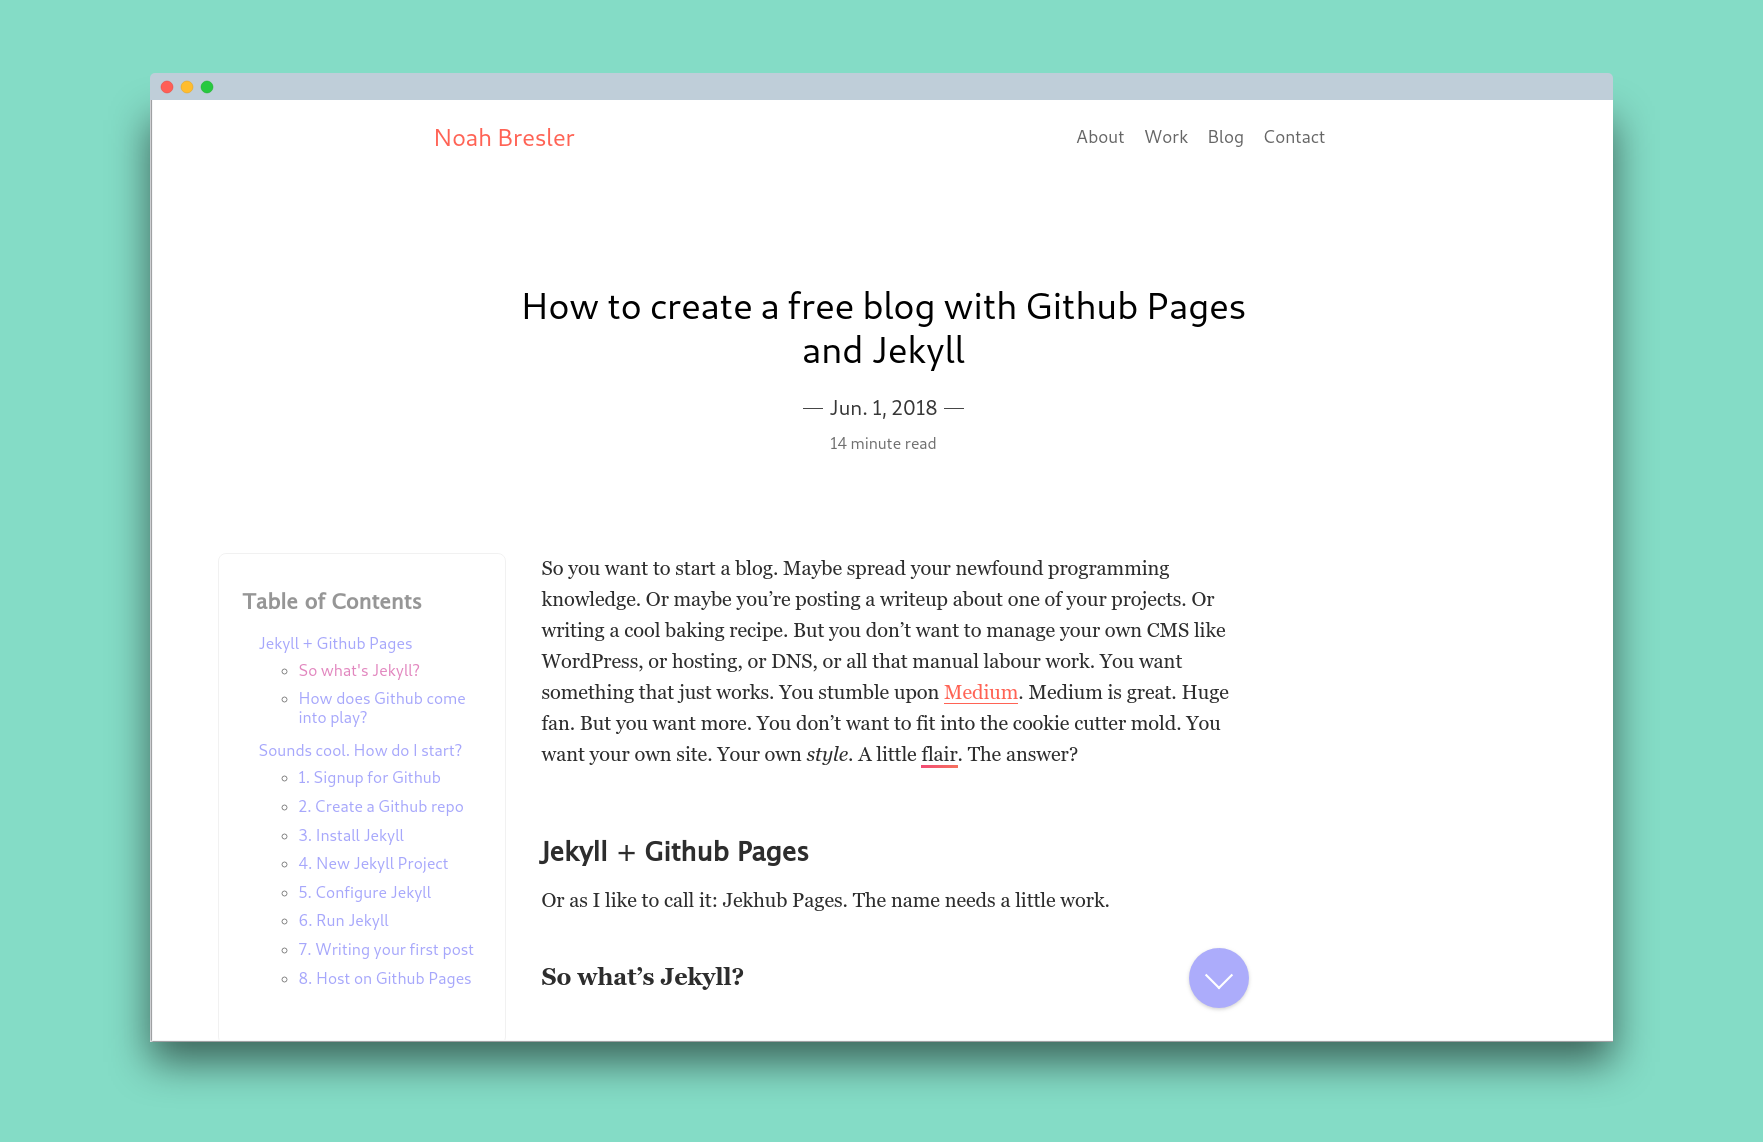 Noah Bresler
About Work Blog Contact
How to create a free blog with Github Pages
and Jekyll
— Jun. 1, 2018 —
14 minute read
Table of Contents
Jekyll + Github Pages
So what's Jekyll?
How does Github come
into play?
Sounds cool. How do I start?
1. Signup for Github
2. Create a Github repo
3. Install Jekyll
4. New Jekyll Project
5. Configure Jekyll
6. Run Jekyll
7. Writing your first post
8. Host on Github Pages
So you want to start a blog. Maybe spread your newfound programming
knowledge. Or maybe you’re posting a writeup about one of your projects. Or
writing a cool baking recipe. But you don’t want to manage your own CMS like
WordPress, or hosting, or DNS, or all that manual labour work. You want
something that just works. You stumble upon Medium. Medium is great. Huge
fan. But you want more. You don’t want to fit into the cookie cutter mold. You
want your own site. Your own style. A little flair. The answer?
Jekyll + Github Pages
Or as I like to call it: Jekhub Pages. The name needs a little work.
So what’s Jekyll?